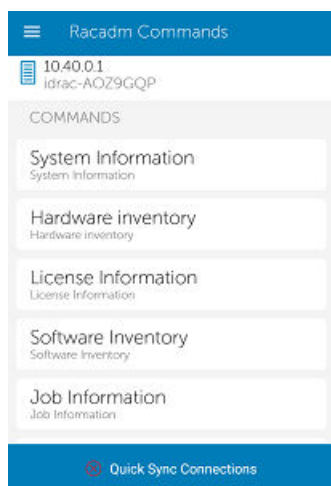 Racadm Commands
10.40.0.1
idrac-AOZ9GQP
COMMANDS
System Information
System Information
Hardware inventory
Hardware inventory
License Information
License Information
Software Inventory
Software Inventory
Job Information
Job Information
Quick Sync Connections